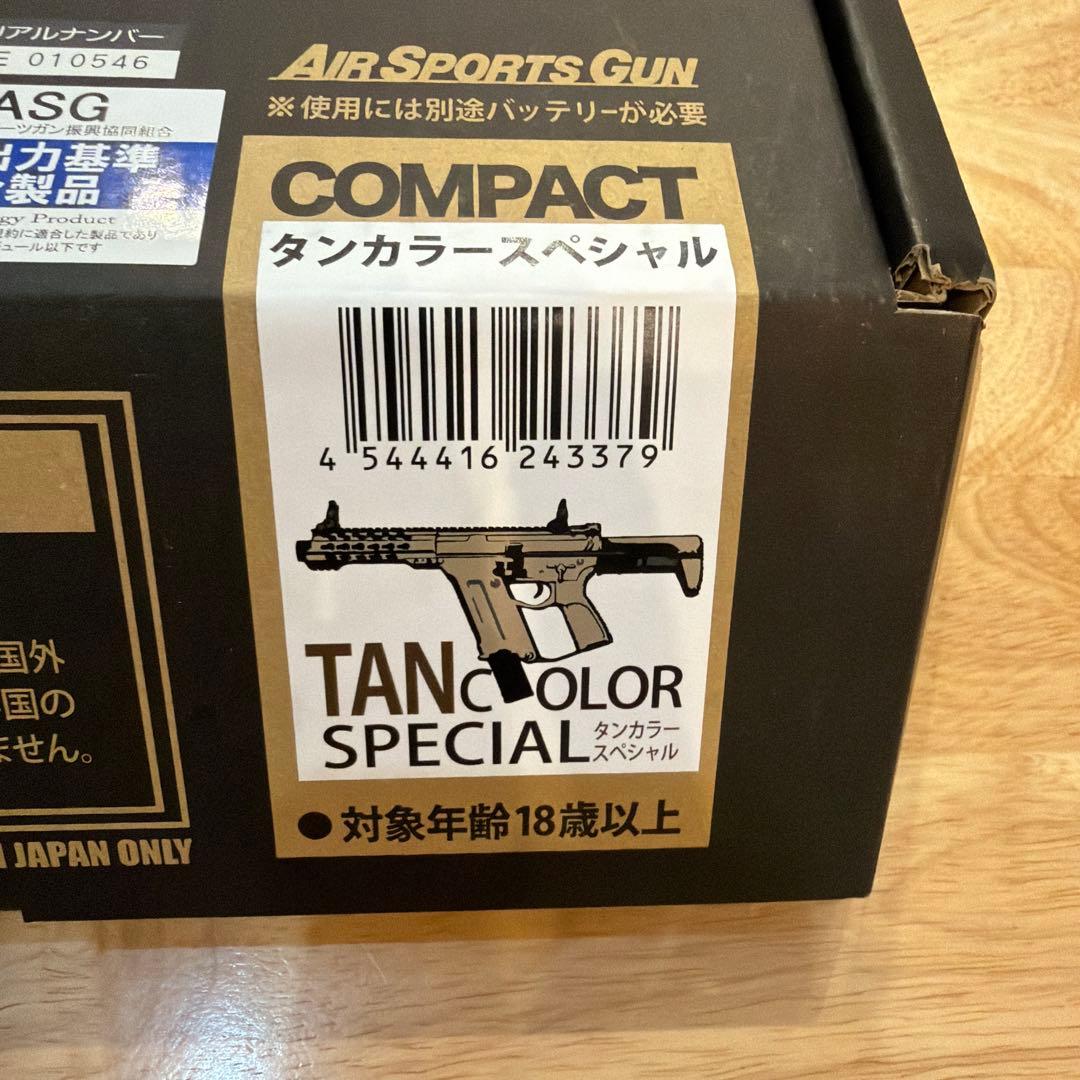 リアルナンバー
E 010546
ASG
ーツガン振興協同組合
出力基準
製品
gy Product
規約に適合した製品であり
ュール以下です
AIR SPORTS GUN
※使用には別途バッテリーが必要
COMPACT
タンカラースペシャル
4 544416 243379
TAN COLOR
SPECIAL タンカラー
スペシャル
●対象年齢18歳以上
国外
国の
ません。
JAPAN ONLY